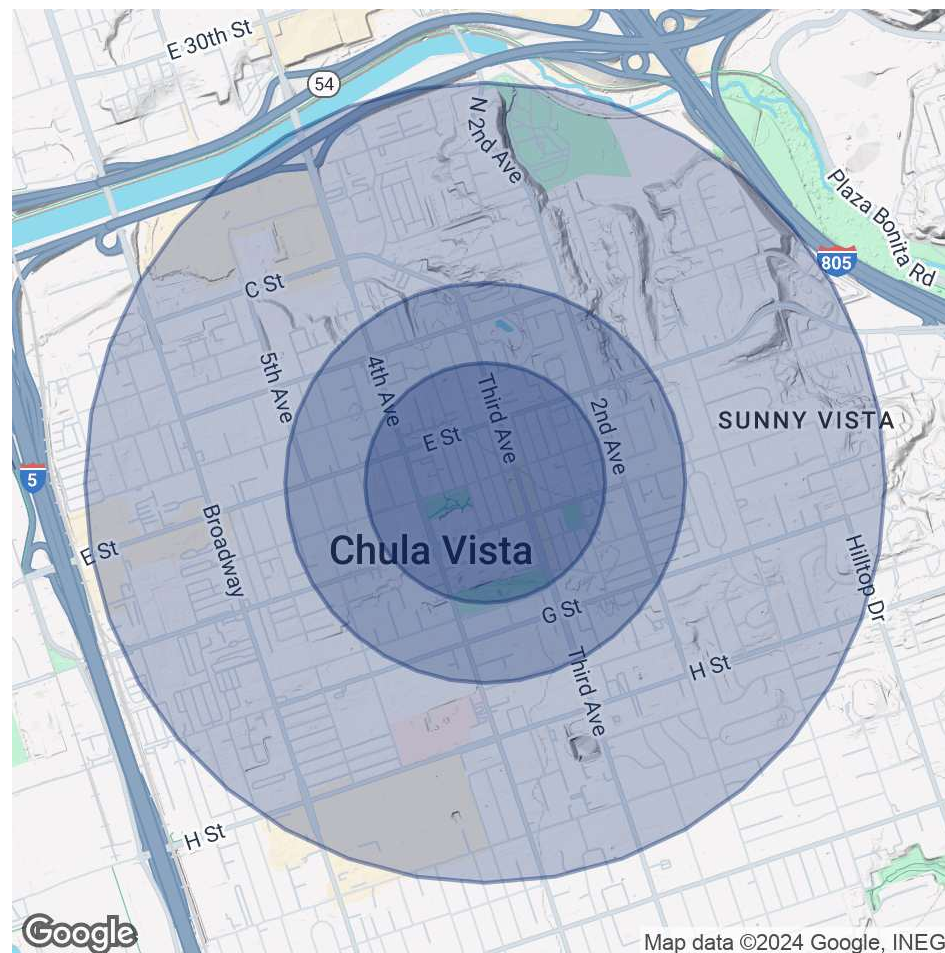 E 30th St
54
N 2nd Ave
Plaza Bonita Rd
805
C St
5th Ave
4th Ave
Third Ave
2nd Ave
E St
SUNNY VISTA
5
Broadway
E St
Chula Vista
Hilltop Dr
G St
Third Ave
H St
H St
Google
Map data ©2024 Google, INEG